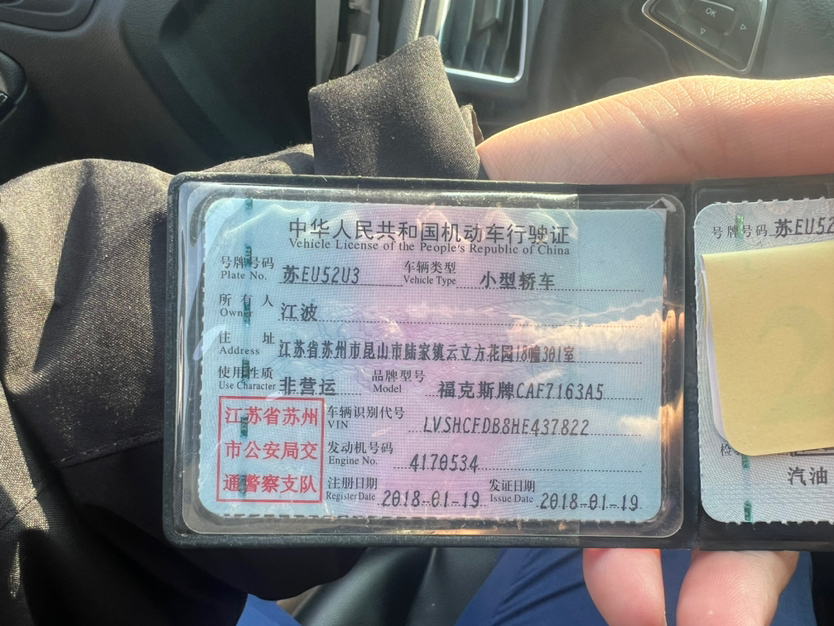 OK
中华人民共和国机动车行驶证
Vehicle License of the People's Republic of China
号牌号码 苏EU52U3 车辆类型 小型轿车
Plate No. Vehicle Type
所有人 江波
Owner
住址 江苏省苏州市昆山市陆家镇云立方花园18幢301室
Address
使用性质 非营运 品牌型号 福克斯牌CAF7163A5
Use Character Model
江苏省苏州
市公安局交
通警察支队
车辆识别代号 LVSHCFDB8HE437822
VIN
发动机号码 4170534
Engine No.
注册日期 2018-01-19 发证日期 2018-01-19
Register Date Issue Date
号牌号码 苏EU52
汽油